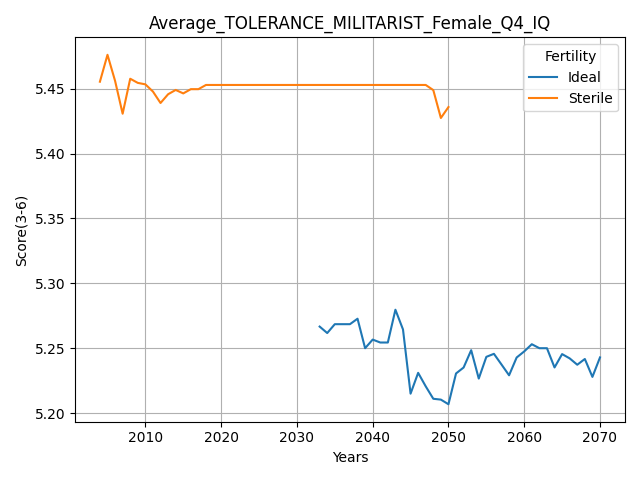 Average_TOLERANCE_MILITARIST_Female_Q4_IQ
Fertility
Ideal
Sterile
5.45
5.40
5.35
5.30
5.25
5.20
Score(3-6)
2010 2020 2030 2040 2050 2060 2070
Years